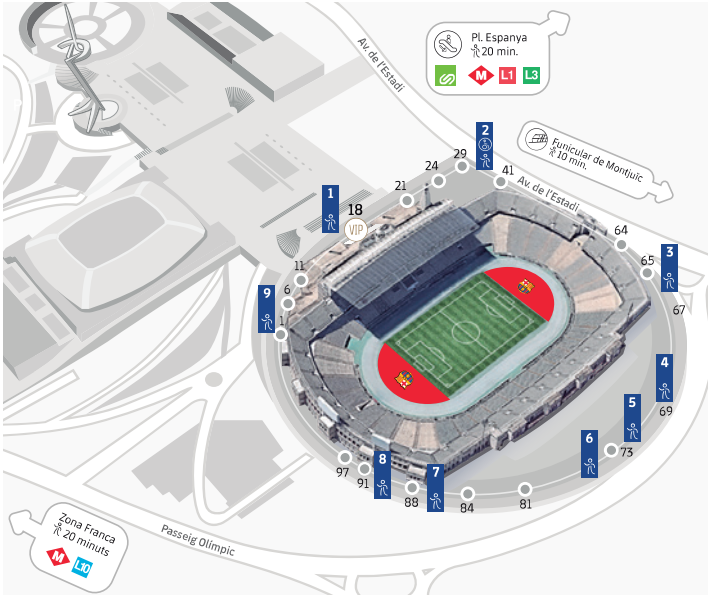 Pl. Espanya
20 min.
M L1 L3
Av. de l'Estadi
2
29
24
41
Funicular de Montjuic
10 min.
Av. de l'Estadi
1
18
VIP
21
64
65
3
67
11
6
9
1
4
69
5
6
73
97
91
8
88
7
84
81
Zona Franca
20 minuts
M L10
Passeig Olímpic